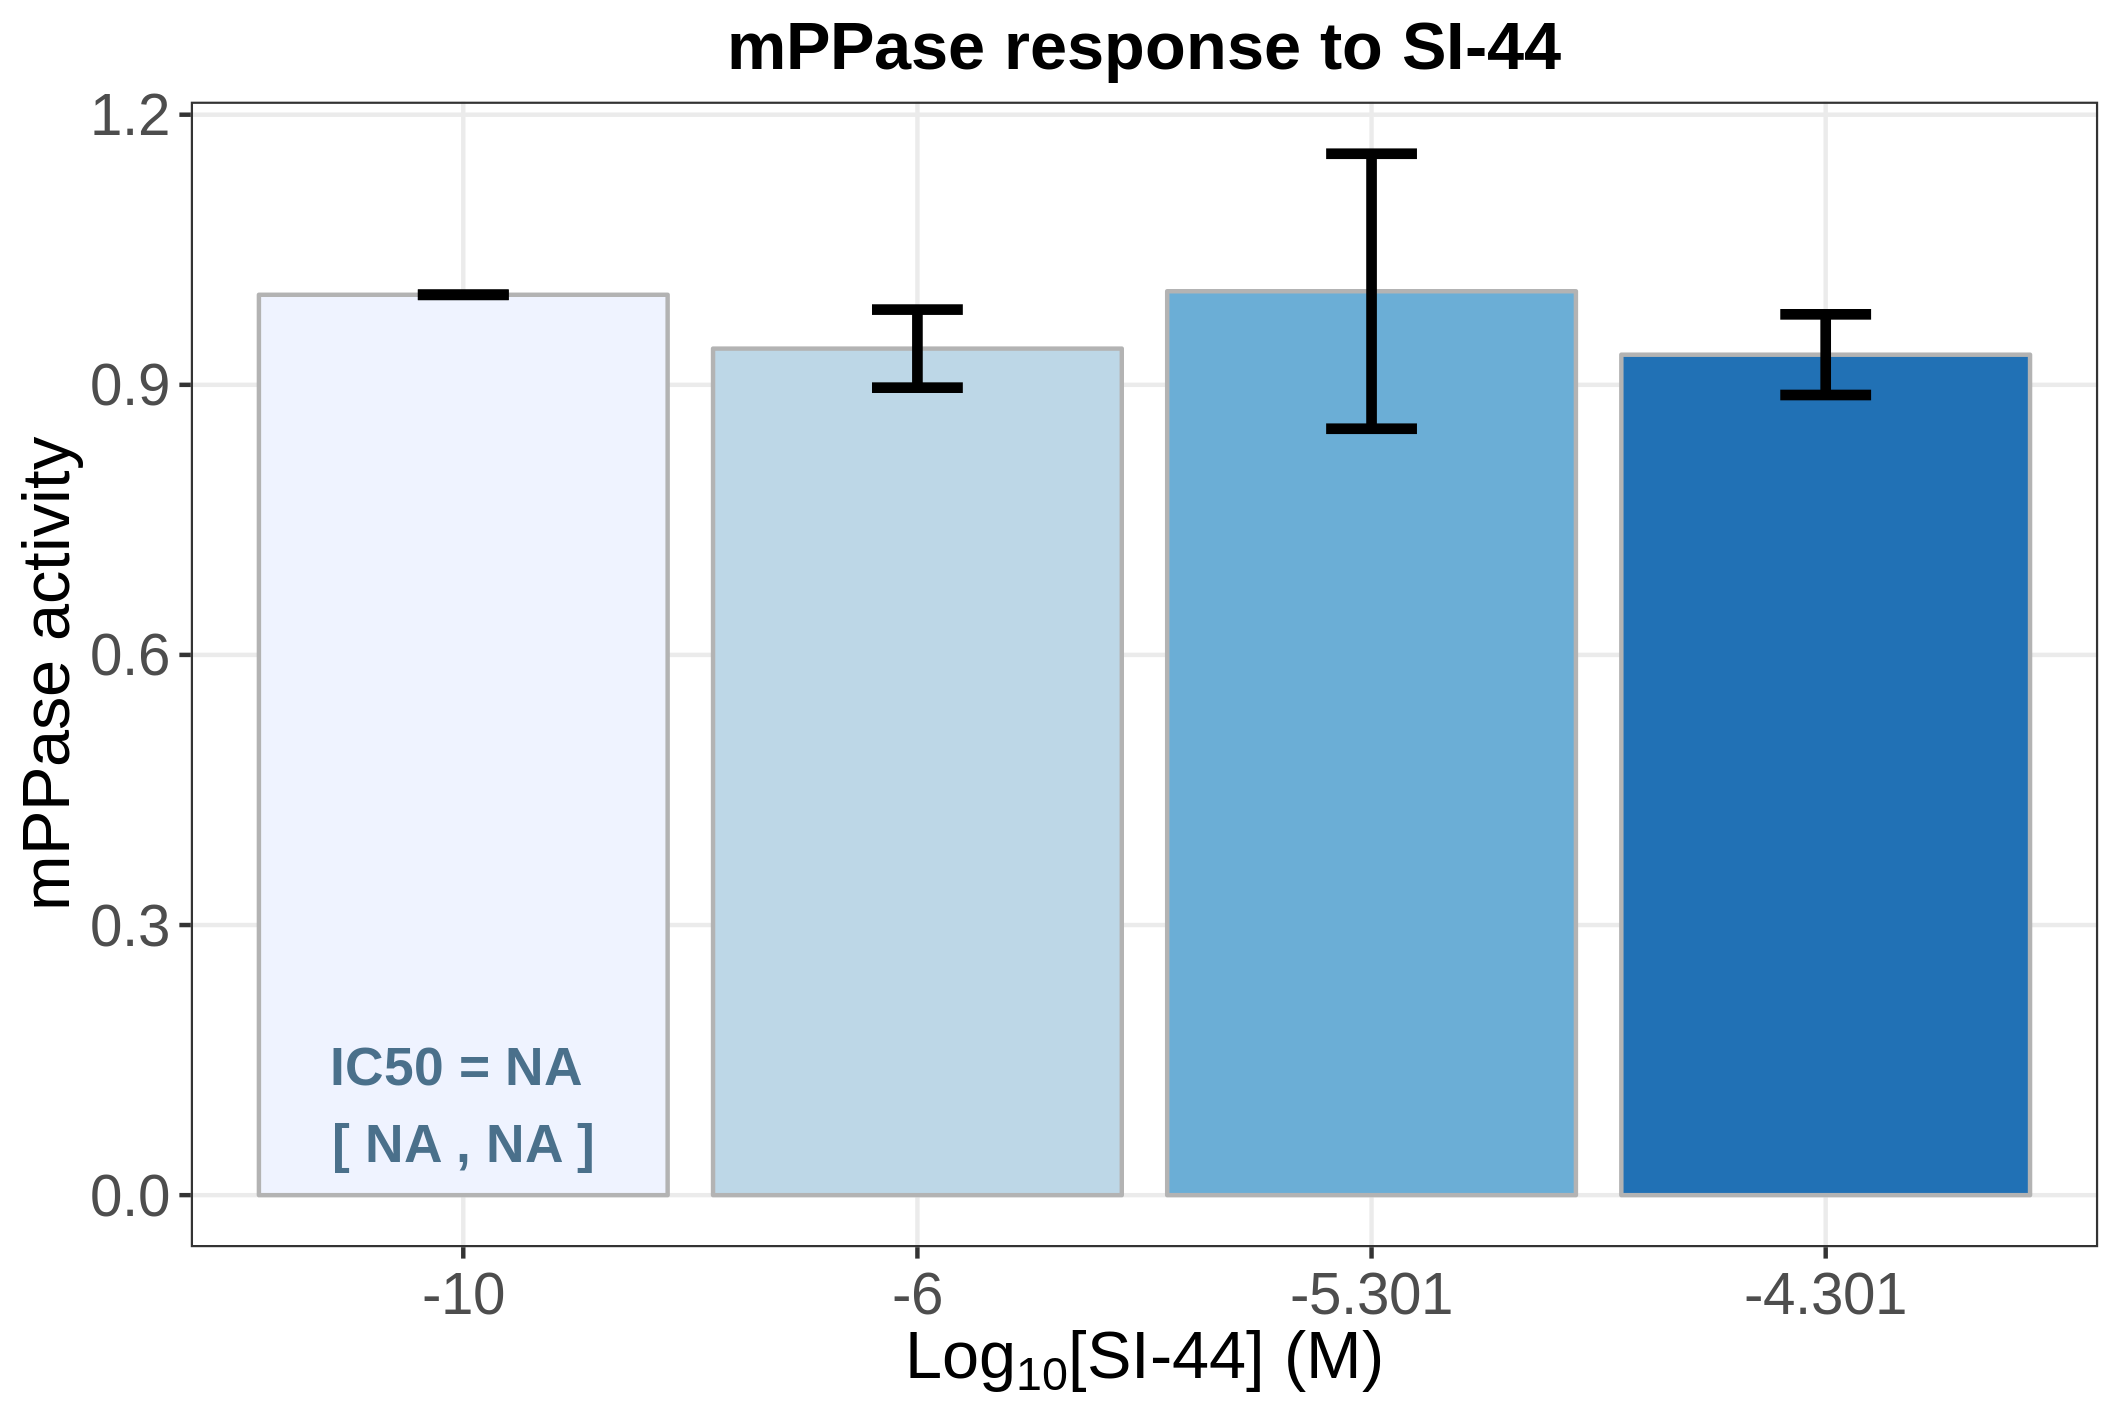 mPPase response to SI-44
1.2
0.9
0.6
0.3
0.0
mPPase activity
IC50 = NA
[ NA , NA ]
-10
-6
-5.301
-4.301
Log10[SI-44] (M)